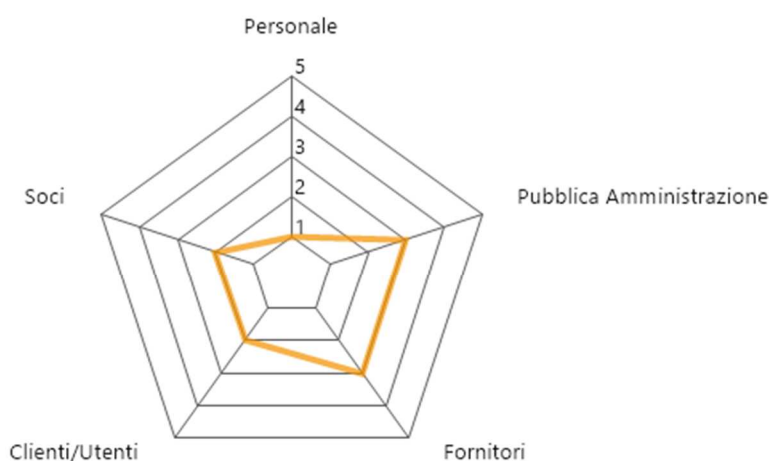 Personale
5
4
3
2
1
Soci
Pubblica Amministrazione
Clienti/Utenti
Fornitori